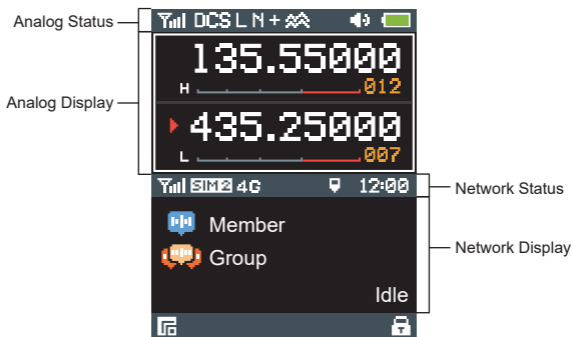 Analog Status
DCS L N +
Analog Display
135.55000
H 012
435.25000
L 007
SIM2 4G 12:00
Network Status
Member
Network Display
Group
Idle